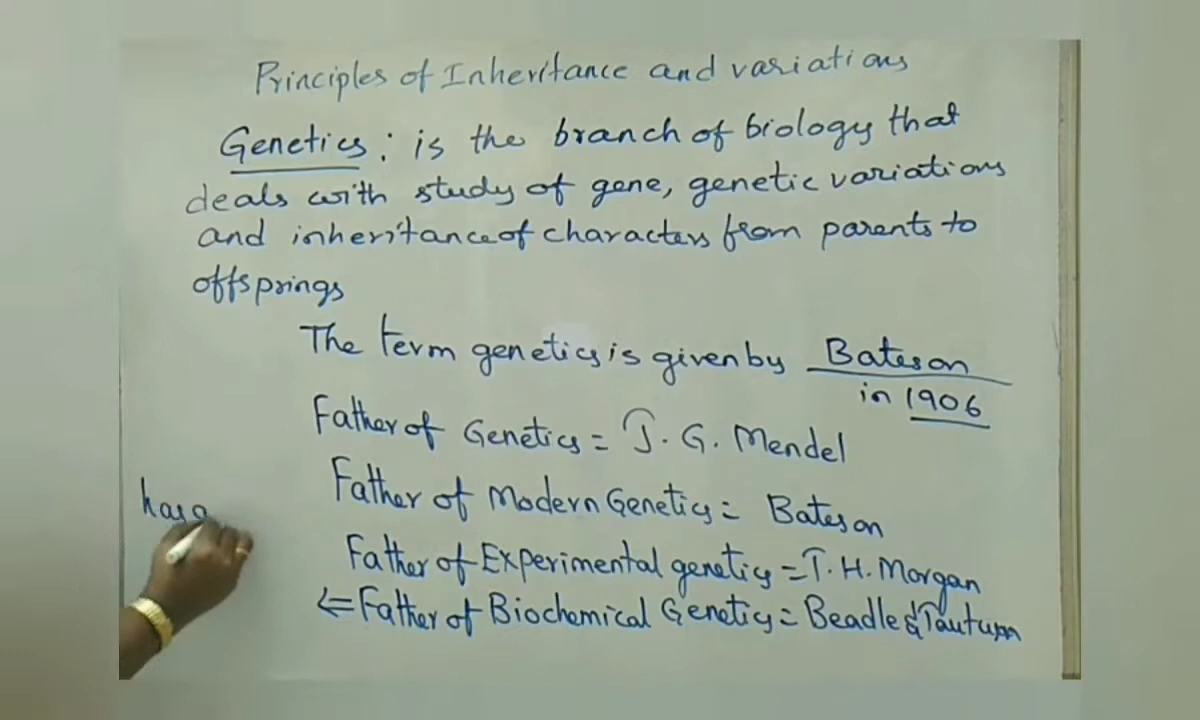 Principles of Inheritance and variations
Genetics: is the branch of biology that
deals with study of gene, genetic variations
and inheritance of characters from parents to
offsprings
The term genetics is given by Bateson
in 1906
Father of Genetics = J. G. Mendel
Father of Modern Genetics = Bateson
Father of Experimental genetics = T. H. Morgan
<= Father of Biochemical Genetics = Beadle & Tautum